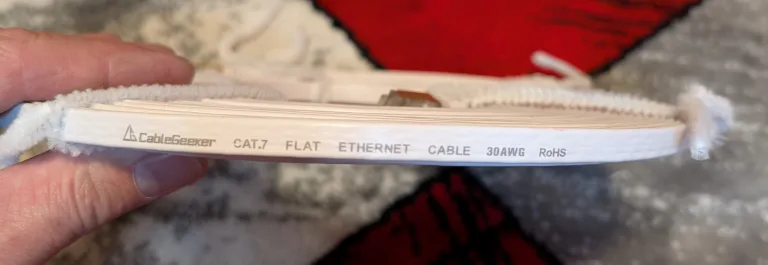 CableGeeker CAT.7 FLAT ETHERNET CABLE 30AWG RoHS